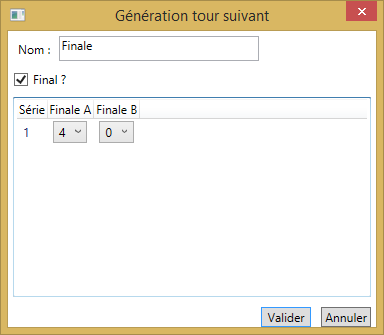 Génération tour suivant
Nom : Finale
Final ?
Série Finale A Finale B
1 4 0
Valider Annuler